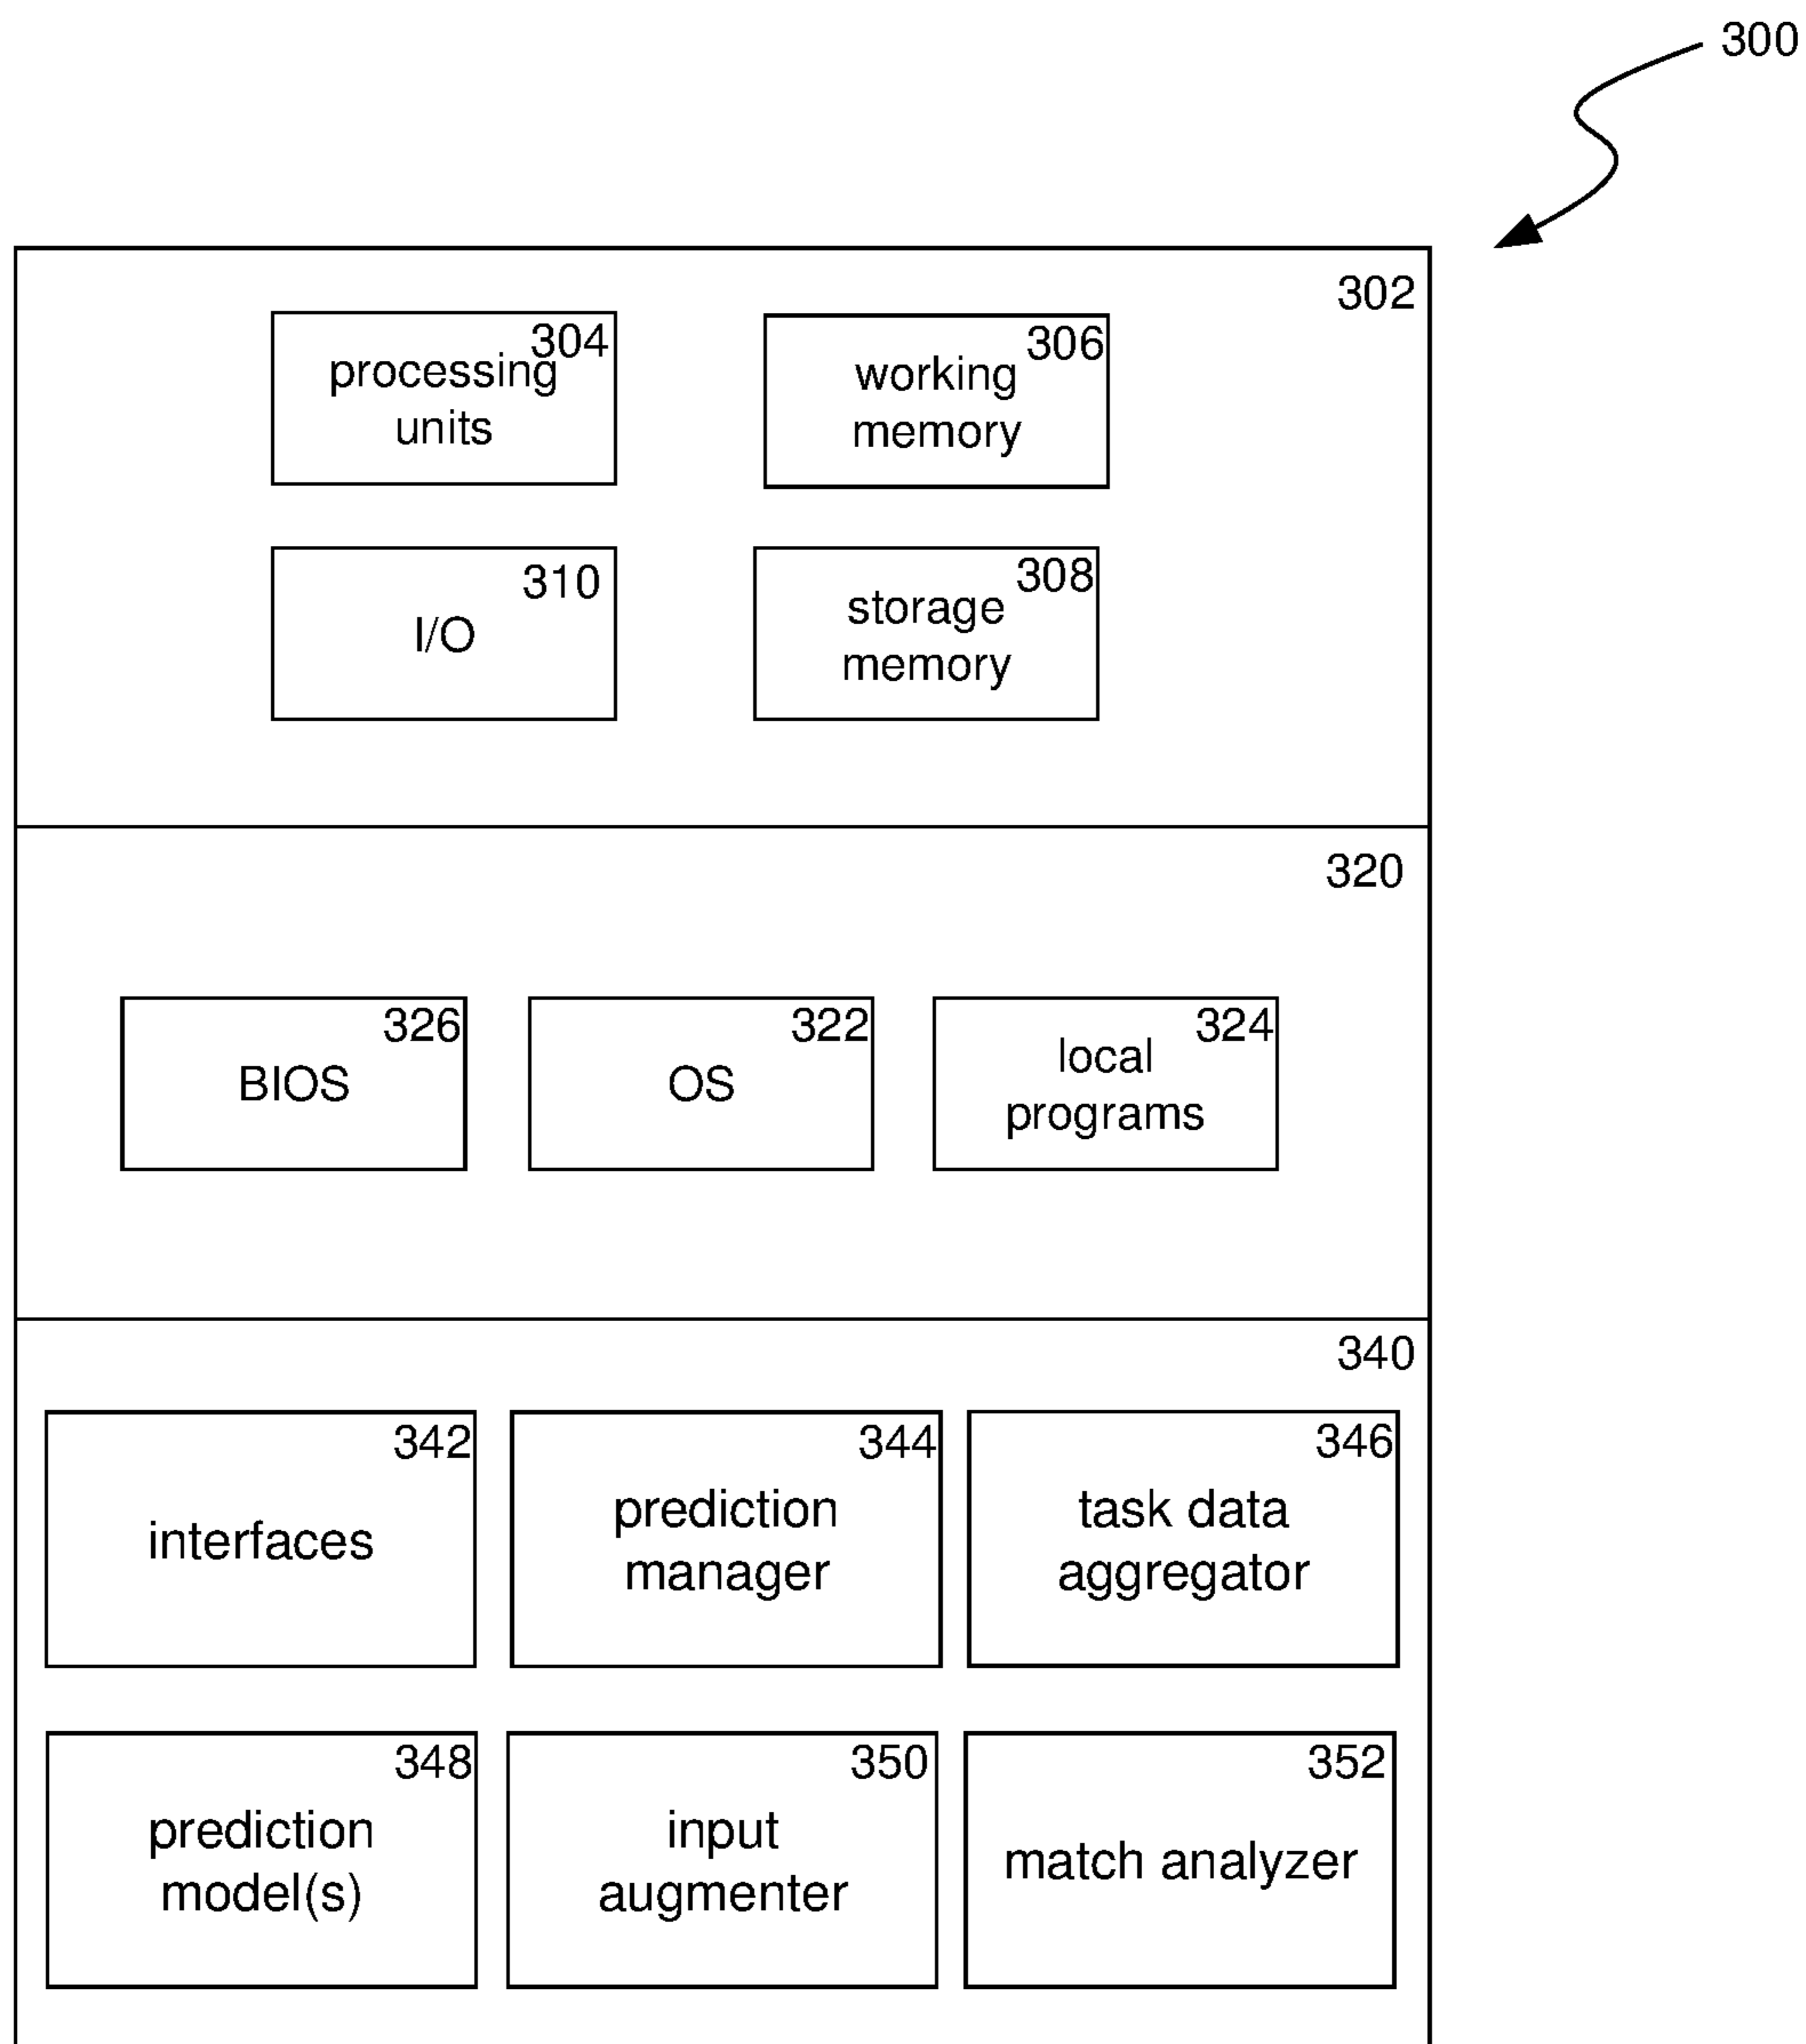 300
302
304
processing
units
306
working
memory
310
I/O
308
storage
memory
320
326
BIOS
322
OS
324
local
programs
340
342
interfaces
344
prediction
manager
346
task data
aggregator
348
prediction
model(s)
350
input
augmenter
352
match analyzer